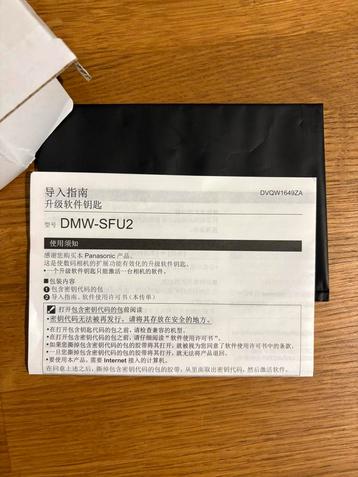 导入指南
DVQW1649ZA
升级软件钥匙
型号 DMW-SFU2
使用须知
感谢您购买本 Panasonic 产品。
这是使数码相机的扩展功能有效化的升级软件钥匙。
•一个升级软件钥匙只能激活一台相机的软件。
■包装内容
❶包含密钥代码的包
❷导入指南、软件使用许可书(本传单)
打开包含密钥代码的包前阅读
•密钥代码无法被再发行，请将其存放在安全的地方。
•在打开包含钥匙代码的包之前，请检查兼容的机型。
•在打开包含密钥代码的包之前，请仔细阅读“软件使用许可书”。
•如果您撕掉包含密钥代码的包的胶带将其打开，就被视为您同意了软件使用许可书中的条款。
•一旦您撕掉包含密钥代码的包的胶带将其打开，就无法将产品退回。
•要使用本产品，需要 Internet 接入的计算机。
在同意上述之后，撕掉包含密钥代码的包的胶带，从里面取出密钥代码，然后激活软件。